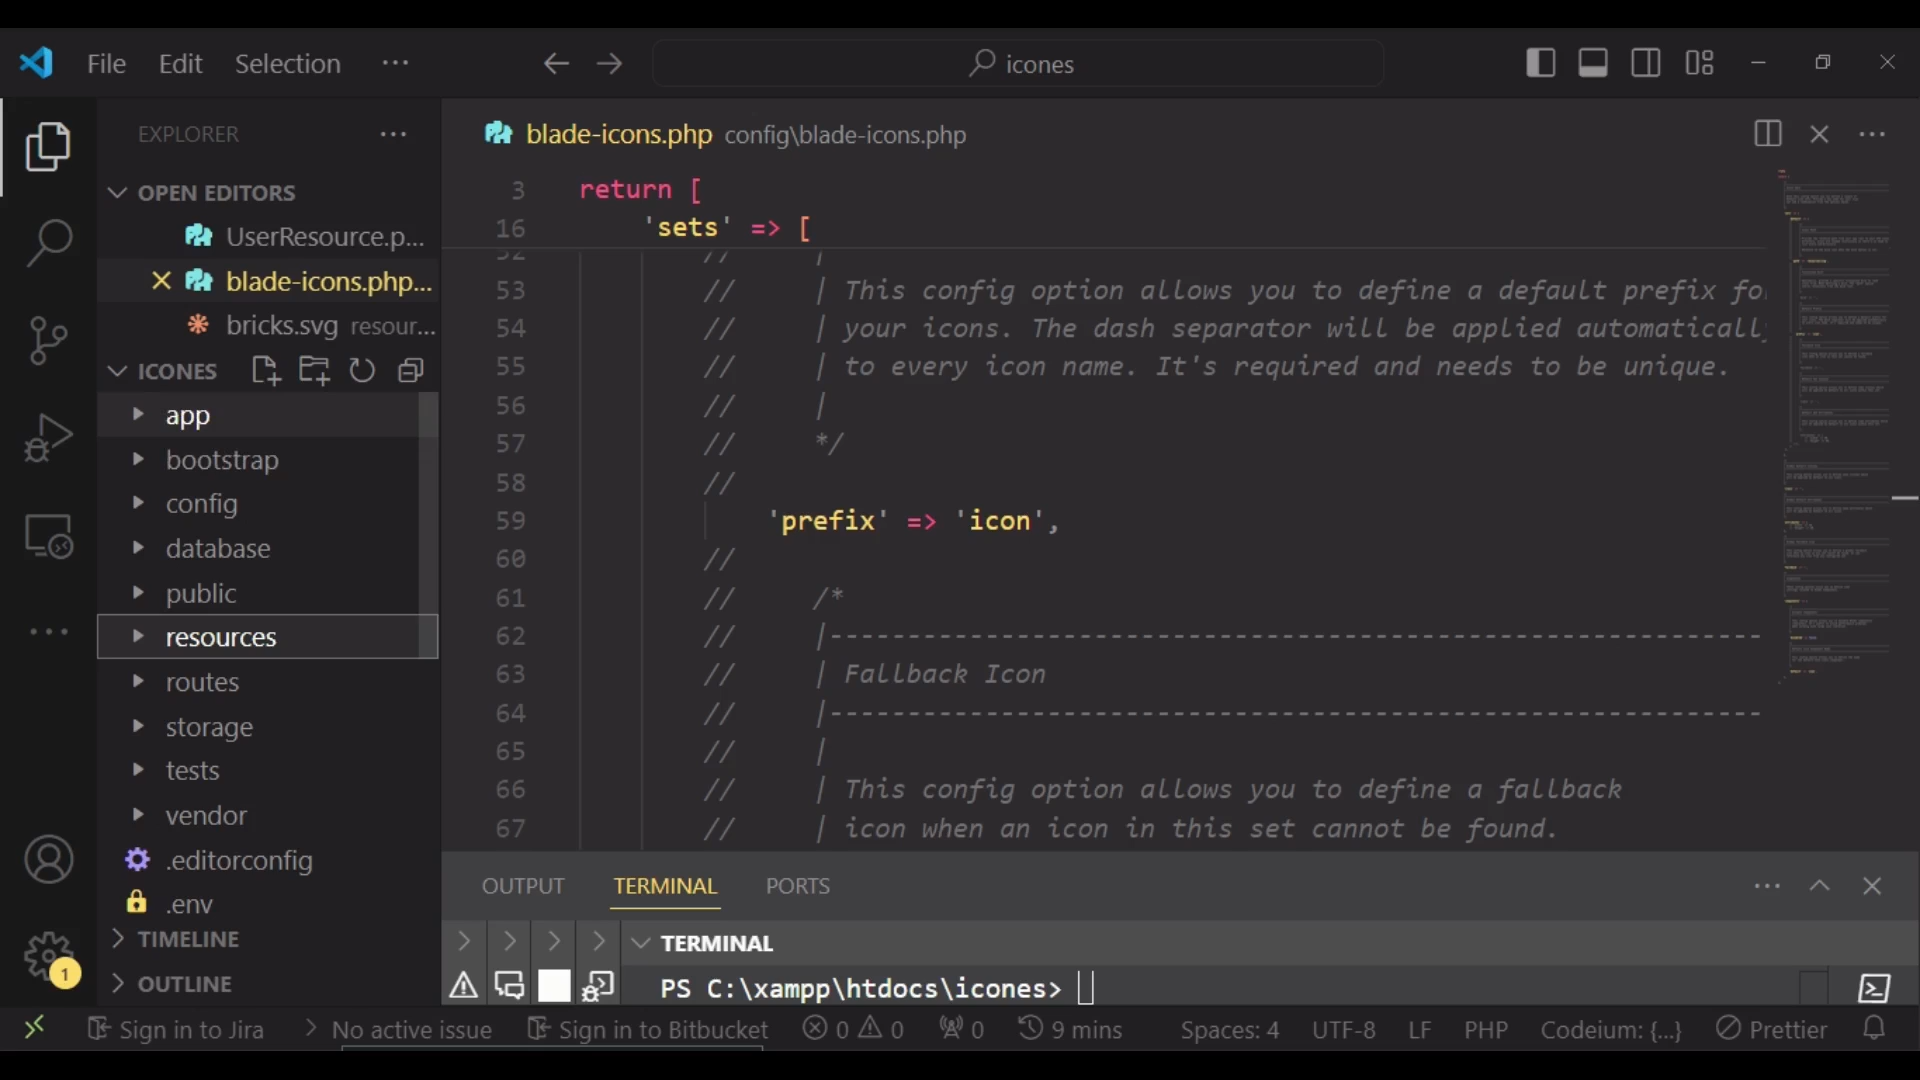 File Edit Selection ···
icones
EXPLORER ···
OPEN EDITORS
UserResource.p...
blade-icons.php...
bricks.svg resour...
ICONES
app
bootstrap
config
database
public
resources
routes
storage
tests
vendor
.editorconfig
.env
TIMELINE
OUTLINE
1
blade-icons.php config\blade-icons.php
3 return [
16 'sets' => [
52 // |
53 // | This config option allows you to define a default prefix for
54 // | your icons. The dash separator will be applied automatically
55 // | to every icon name. It's required and needs to be unique.
56 // |
57 // */
58 //
59 'prefix' => 'icon',
60 //
61 // /*
62 // |-------------------------------------------------------------
63 // | Fallback Icon
64 // |-------------------------------------------------------------
65 // |
66 // | This config option allows you to define a fallback
67 // | icon when an icon in this set cannot be found.
OUTPUT TERMINAL PORTS
TERMINAL
PS C:\xampp\htdocs\icones>
Sign in to Jira No active issue Sign in to Bitbucket 0 0 0 9 mins Spaces: 4 UTF-8 LF PHP Codeium: {...} Prettier